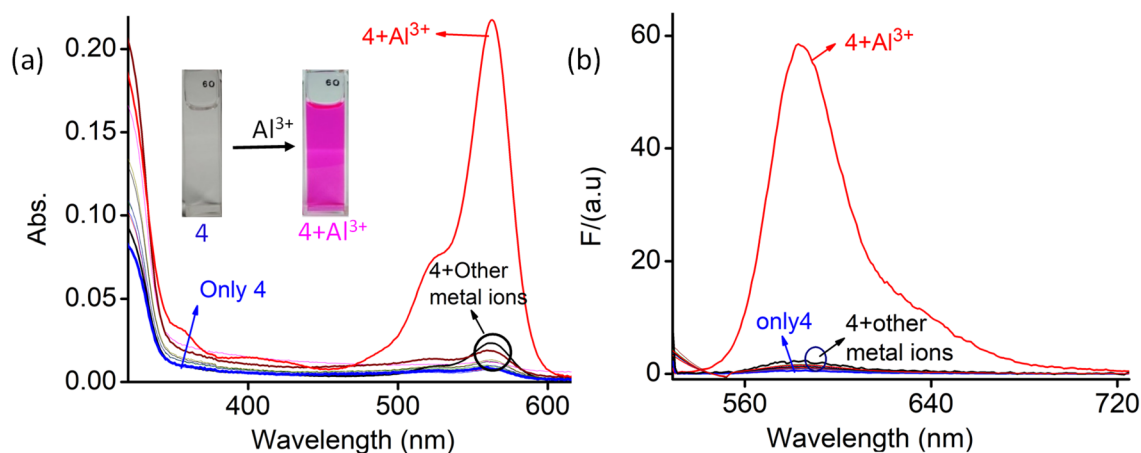 (a)
0.20
0.15
0.10
0.05
0.00
Abs.
400
500
600
Wavelength (nm)
4+Al³⁺
60
60
Al³⁺
4
4+Al³⁺
Only 4
4+Other
metal ions
(b)
60
40
20
0
F/(a.u)
560
640
720
Wavelength (nm)
4+Al³⁺
only4
4+other
metal ions